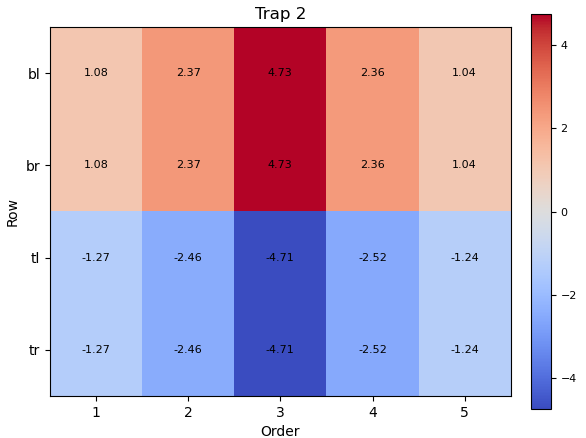 Trap 2
bl 1.08 2.37 4.73 2.36 1.04
br 1.08 2.37 4.73 2.36 1.04
tl -1.27 -2.46 -4.71 -2.52 -1.24
tr -1.27 -2.46 -4.71 -2.52 -1.24
1 2 3 4 5
Order
Row
4
2
0
−2
−4